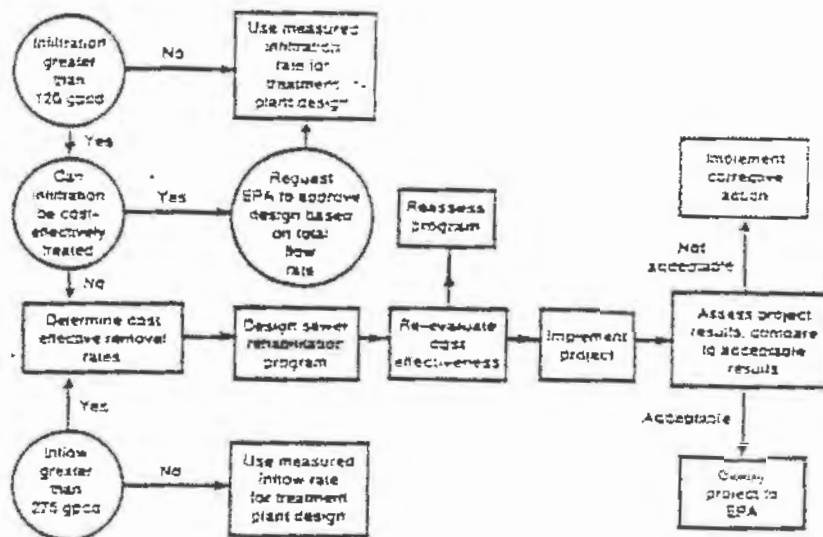 Infiltration
greater
than
120 gpcd
No
Use measured
infiltration
rate for
treatment
plant design
Yes
Can
infiltration
be cost-
effectively
treated
Yes
Request
EPA to approve
design based
on total
flow
rate
No
Reassess
program
Implement
corrective
action
Not
acceptable
Determine cost
effective removal
rates
Design sewer
rehabilitation
program
Re-evaluate
cost
effectiveness
Implement
project
Assess project
results, compare
to acceptable
results
Yes
Acceptable
Inflow
greater
than
275 gpcd
No
Use measured
inflow rate
for treatment
plant design
project to
EPA